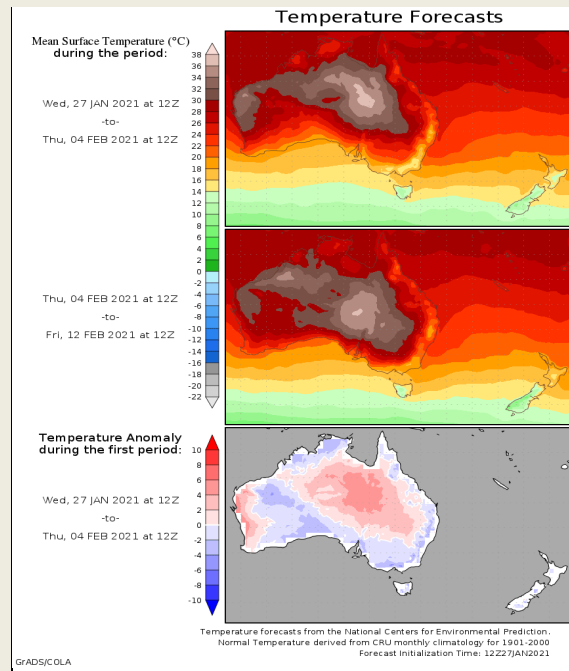 Temperature Forecasts
Mean Surface Temperature (°C)
during the period:
Wed, 27 JAN 2021 at 12Z
-to-
Thu, 04 FEB 2021 at 12Z
38
36
34
32
30
28
26
24
22
20
18
16
14
12
10
8
6
4
2
0
-2
-4
-6
-8
-10
-12
-14
-16
-18
-20
-22
Thu, 04 FEB 2021 at 12Z
-to-
Fri, 12 FEB 2021 at 12Z
Temperature Anomaly
during the first period:
Wed, 27 JAN 2021 at 12Z
-to-
Thu, 04 FEB 2021 at 12Z
10
8
6
4
2
0
-2
-4
-6
-8
-10
Temperature forecasts from the National Centers for Environmental Prediction.
Normal Temperature derived from CRU monthly climatology for 1901-2000
Forecast Initialization Time: 12Z27JAN2021
GrADS/COLA